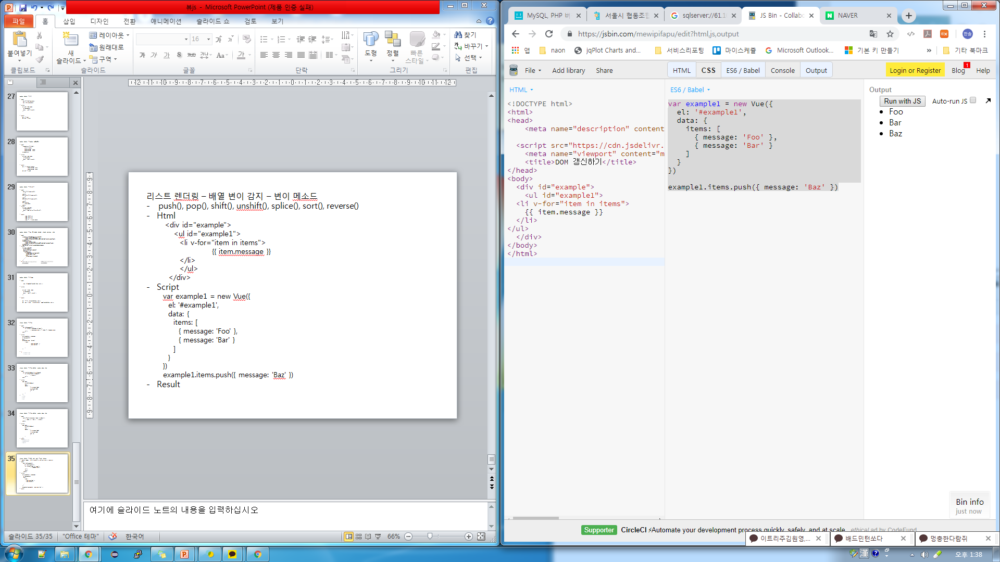 뷰js - Microsoft PowerPoint (제품 인증 실패)
파일 홈 삽입 디자인 전환 애니메이션 슬라이드 쇼 검토 보기
붙여넣기
클립보드
새
슬라이드
레이아웃
원래대로
구역
슬라이드
16
글꼴
단락
도형
정렬
빠른
스타일
그리기
찾기
바꾸기
선택
편집
27
28
29
30
31
32
33
34
35
리스트 렌더링 – 배열 변이 감지 – 변이 메소드
- push(), pop(), shift(), unshift(), splice(), sort(), reverse()
- Html
<div id="example">
<ul id="example1">
<li v-for="item in items">
{{ item.message }}
</li>
</ul>
</div>
- Script
var example1 = new Vue({
el: '#example1',
data: {
items: [
{ message: 'Foo' },
{ message: 'Bar' }
]
}
})
example1.items.push({ message: 'Baz' })
- Result
여기에 슬라이드 노트의 내용을 입력하십시오
슬라이드 35/35 "Office 테마" 한국어 66%
MySQL, PHP 버
서울시 협동조합
sqlserver://61.1
JS Bin - Collabo
NAVER
https://jsbin.com/mewipifapu/edit?html,js,output
한솔
앱 naon jqPlot Charts and... 서비스리포팅 마이스케쥴 Microsoft Outlook... 기본 키 만들기 » 기타 북마크
File Add library Share HTML CSS ES6 / Babel Console Output Login or Register Blog 1 Help
HTML
<!DOCTYPE html>
<html>
<head>
<meta name="description" content
<script src="https://cdn.jsdelivr.
<meta name="viewport" content="m
<title>DOM 갱신하기</title>
</head>
<body>
<div id="example">
<ul id="example1">
<li v-for="item in items">
{{ item.message }}
</li>
</ul>
</div>
</body>
</html>
ES6 / Babel
var example1 = new Vue({
el: '#example1',
data: {
items: [
{ message: 'Foo' },
{ message: 'Bar' }
]
}
})
example1.items.push({ message: 'Baz' })
Output
Run with JS Auto-run JS
Foo
Bar
Baz
Bin info
just now
Supporter CircleCI ⚡Automate your development process quickly, safely, and at scale. ethical ad by CodeFund
이트리주김원영,...
배드민턴쏘다
멍충한다람쥐
오후 1:38